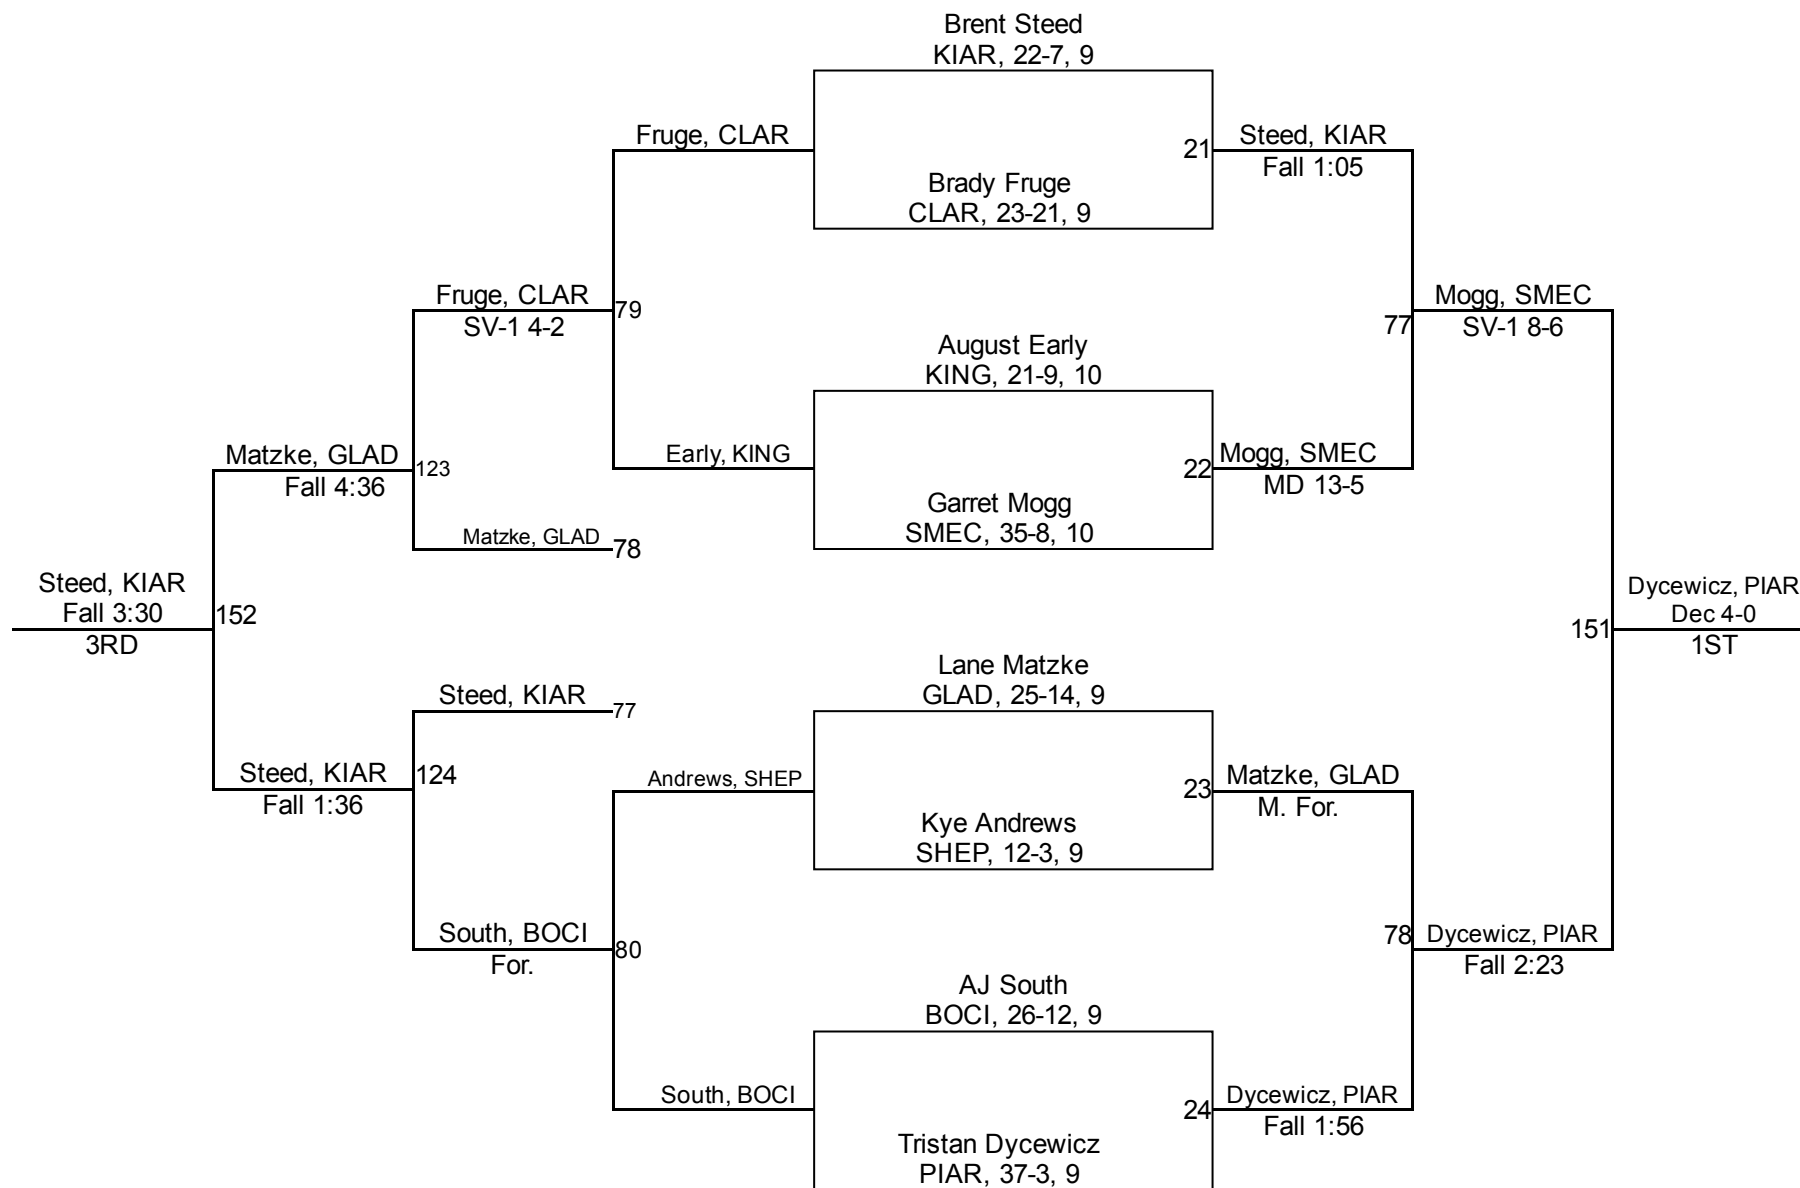 Brent Steed
KIAR, 22-7, 9
Fruge, CLAR
21
Steed, KIAR
Fall 1:05
Brady Fruge
CLAR, 23-21, 9
Fruge, CLAR
SV-1 4-2
79
77
Mogg, SMEC
SV-1 8-6
August Early
KING, 21-9, 10
Matzke, GLAD
Fall 4:36
123
Early, KING
22
Mogg, SMEC
MD 13-5
Garret Mogg
SMEC, 35-8, 10
Matzke, GLAD
78
Steed, KIAR
Fall 3:30
3RD
152
151
Dycewicz, PIAR
Dec 4-0
1ST
Lane Matzke
GLAD, 25-14, 9
Steed, KIAR
77
Steed, KIAR
Fall 1:36
124
Andrews, SHEP
23
Matzke, GLAD
M. For.
Kye Andrews
SHEP, 12-3, 9
South, BOCI
For.
80
78
Dycewicz, PIAR
Fall 2:23
AJ South
BOCI, 26-12, 9
South, BOCI
24
Dycewicz, PIAR
Fall 1:56
Tristan Dycewicz
PIAR, 37-3, 9